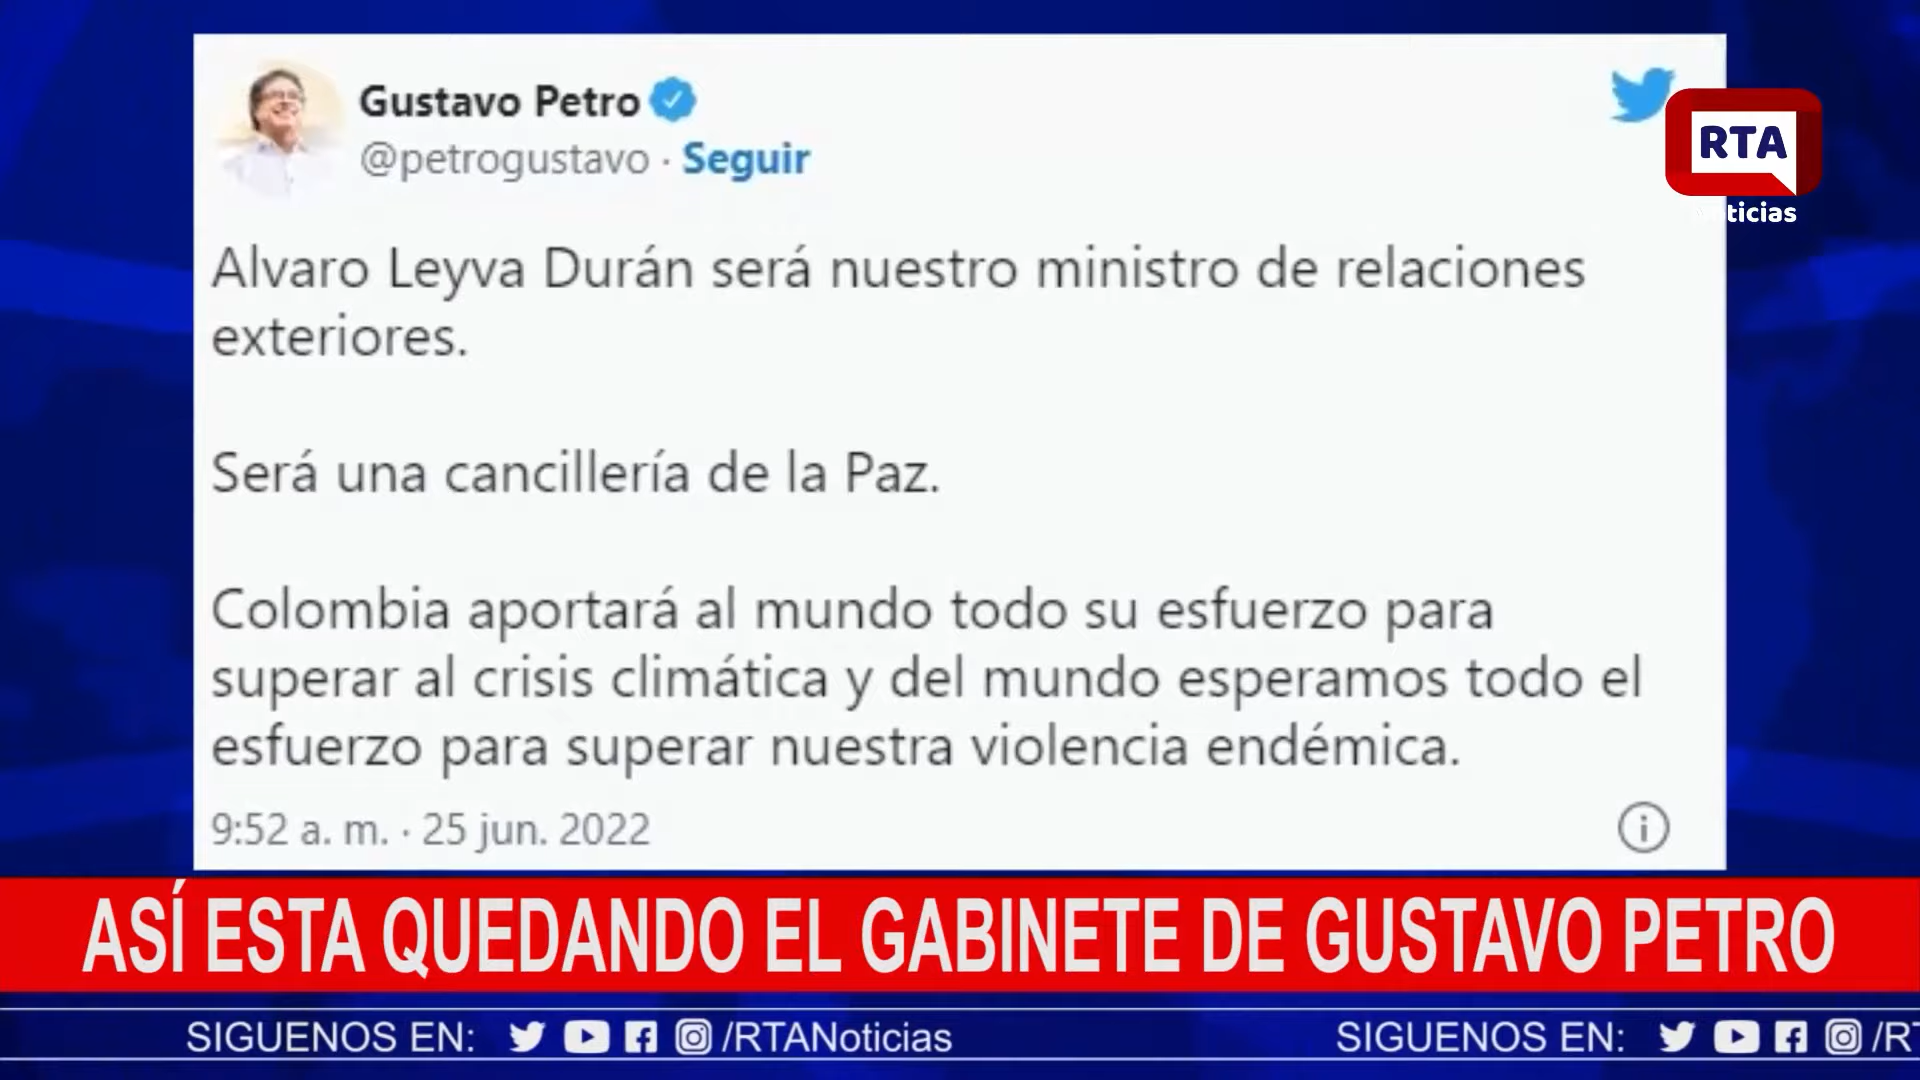 Gustavo Petro
@petrogustavo · Seguir
RTA
ticias
Alvaro Leyva Durán será nuestro ministro de relaciones
exteriores.
Será una cancillería de la Paz.
Colombia aportará al mundo todo su esfuerzo para
superar al crisis climática y del mundo esperamos todo el
esfuerzo para superar nuestra violencia endémica.
9:52 a. m. · 25 jun. 2022
ASÍ ESTA QUEDANDO EL GABINETE DE GUSTAVO PETRO
SIGUENOS EN: /RTANoticias SIGUENOS EN: /RT